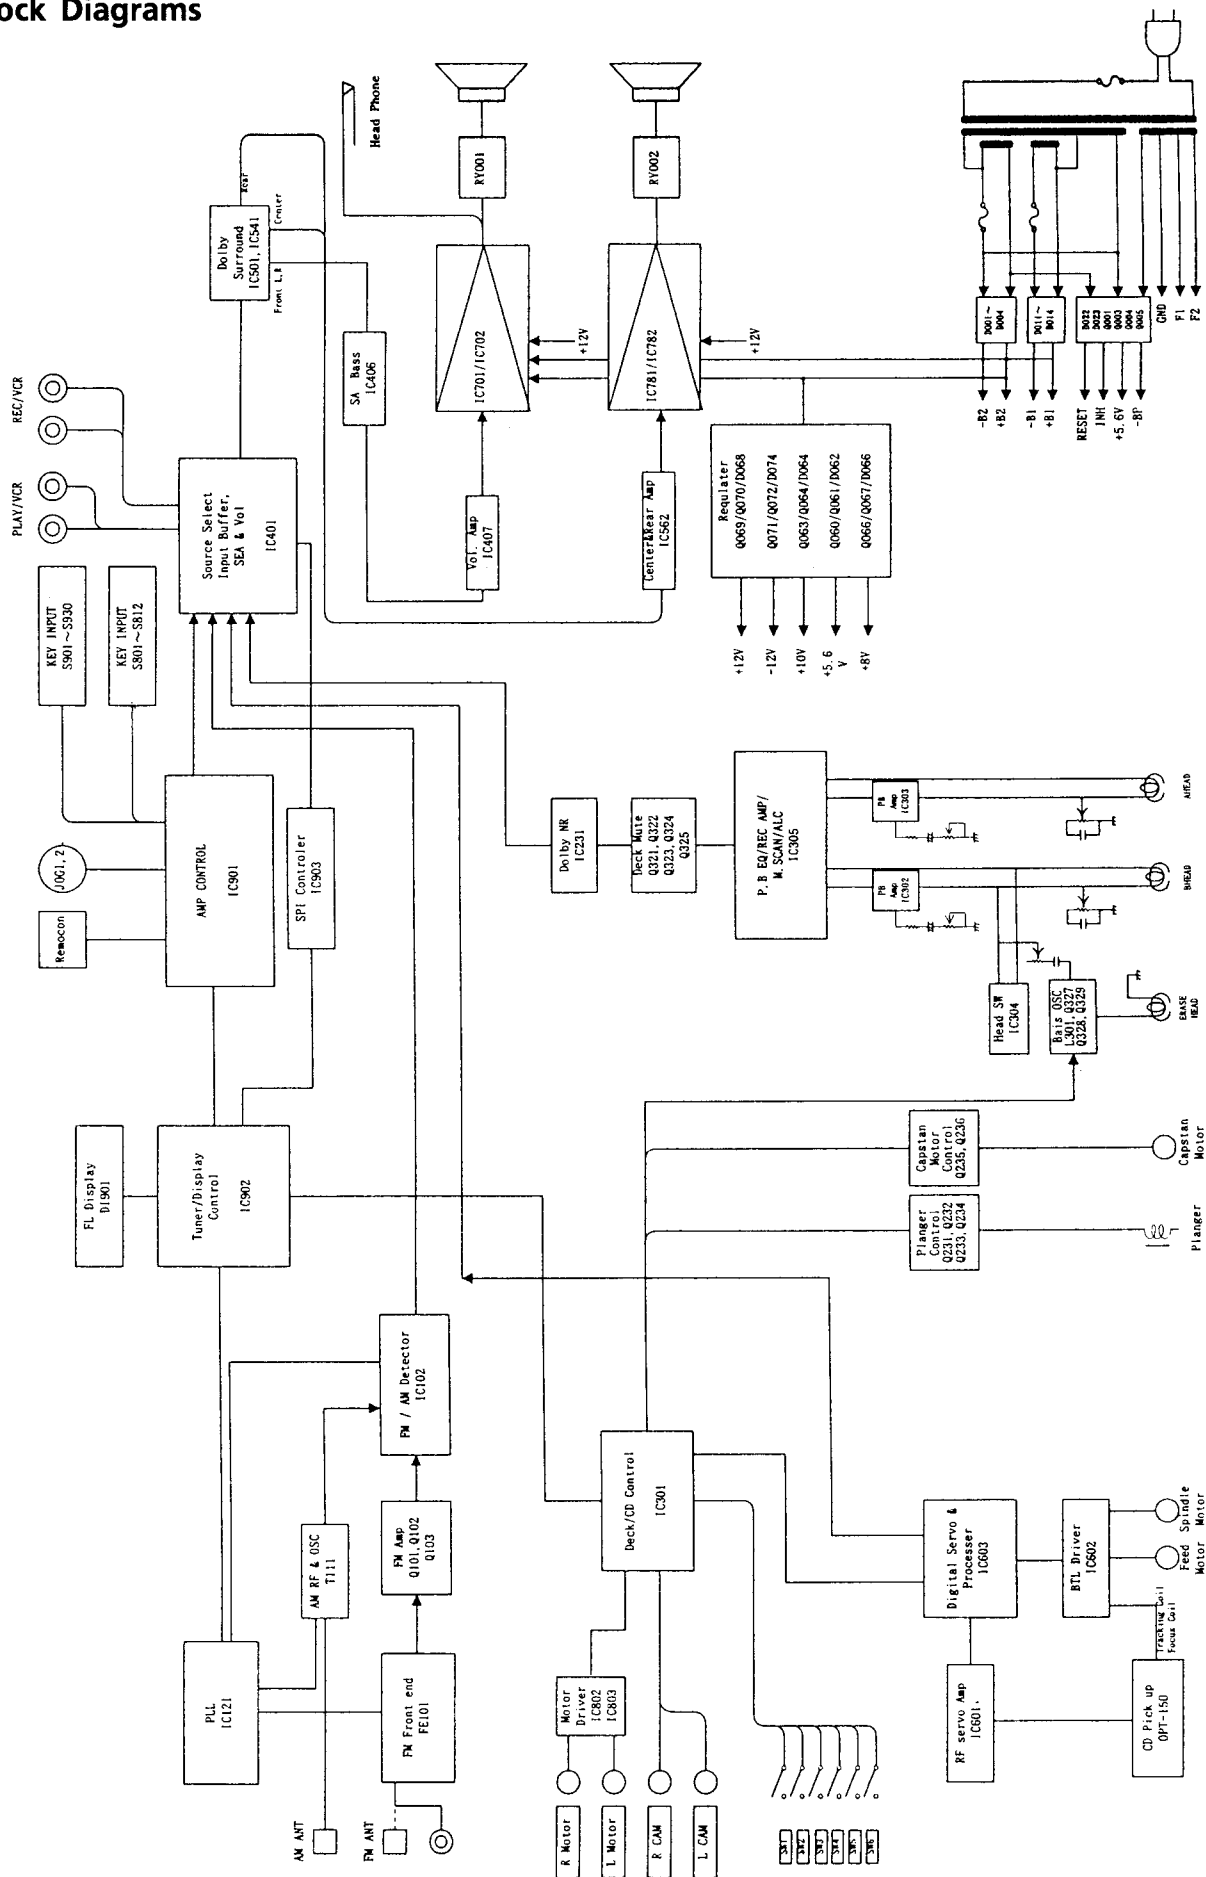 ock Diagrams
Head Phone
RY001
RY002
Rear
Center
Front L,R
Dolby
Surround
IC501, IC541
SA Bass
IC406
IC701/IC702
+12V
IC781/IC782
+12V
REC/VCR
PLAY/VCR
Source Select
Input Buffer,
SEA & Vol
IC401
Vol. Amp
IC407
Center&Rear Amp
IC562
Requlater
Q069/Q070/D068
Q071/Q072/D074
Q063/Q064/D064
Q060/Q061/D062
Q066/Q067/D066
+12V
-12V
+10V
+5.6
V
+8V
D001~
D004
D011~
D014
D022
D023
Q001
Q003
Q004
Q005
GND
F1
F2
-B2
+B2
-B1
+B1
RESET
INH
+5.6V
-BP
KEY INPUT
S901~S930
KEY INPUT
S801~S812
JOG1,2
Remocon
AMP CONTROL
IC901
SPI Controler
IC903
Dolby NR
IC231
Deck Mute
Q321, Q322
Q323, Q324
Q325
P.B EQ/REC AMP/
M.SCAN/ALC
IC305
PB
Amp
IC303
PB
Amp
IC302
AHEAD
BHEAD
ERASE
HEAD
Head SW
IC304
Bais OSC
L301, Q327
Q328, Q329
FL Display
DI901
Tuner/Display
Control
IC902
Capstan
Motor
Control
Q235, Q236
Capstan
Motor
Planger
Control
Q231, Q232
Q233, Q234
Planger
FM / AM Detector
IC102
FM Amp
Q101, Q102
Q103
AM RF & OSC
T111
PLL
IC121
FM Front end
FE101
AM ANT
FM ANT
Deck/CD Control
IC301
Motor
Driver
IC802
IC803
R Motor
L Motor
R CAM
L CAM
SW1
SW2
SW3
SW4
SW5
SW6
Digital Servo &
Processer
IC603
BTL Driver
IC602
Spindle
Motor
Feed
Motor
Tracking Coil
Focus Coil
RF servo Amp
IC601
CD Pick up
OPT-150